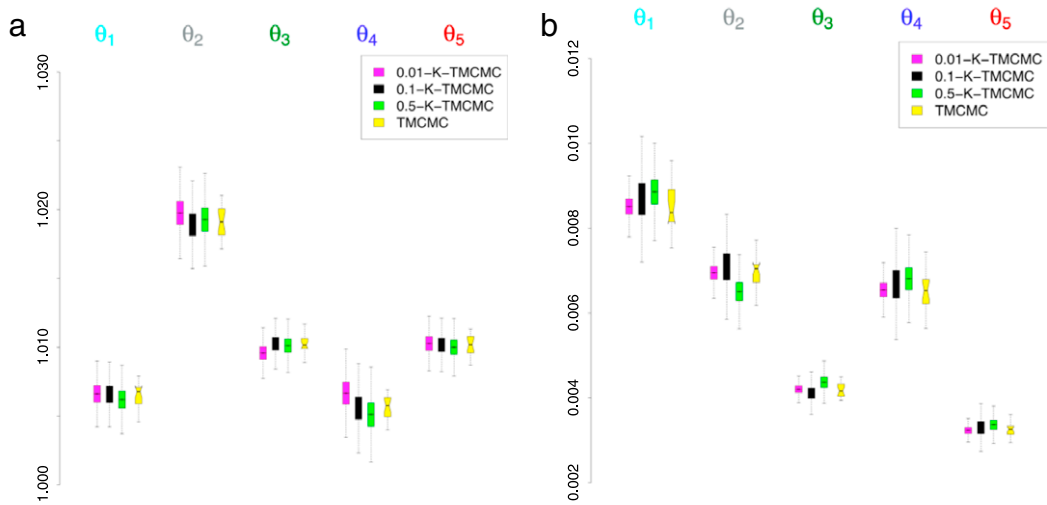 a
θ1 θ2 θ3 θ4 θ5
0.01–K–TMCMC
0.1–K–TMCMC
0.5–K–TMCMC
TMCMC
1.030
1.020
1.010
1.000
b
θ1 θ2 θ3 θ4 θ5
0.01–K–TMCMC
0.1–K–TMCMC
0.5–K–TMCMC
TMCMC
0.012
0.010
0.008
0.006
0.004
0.002